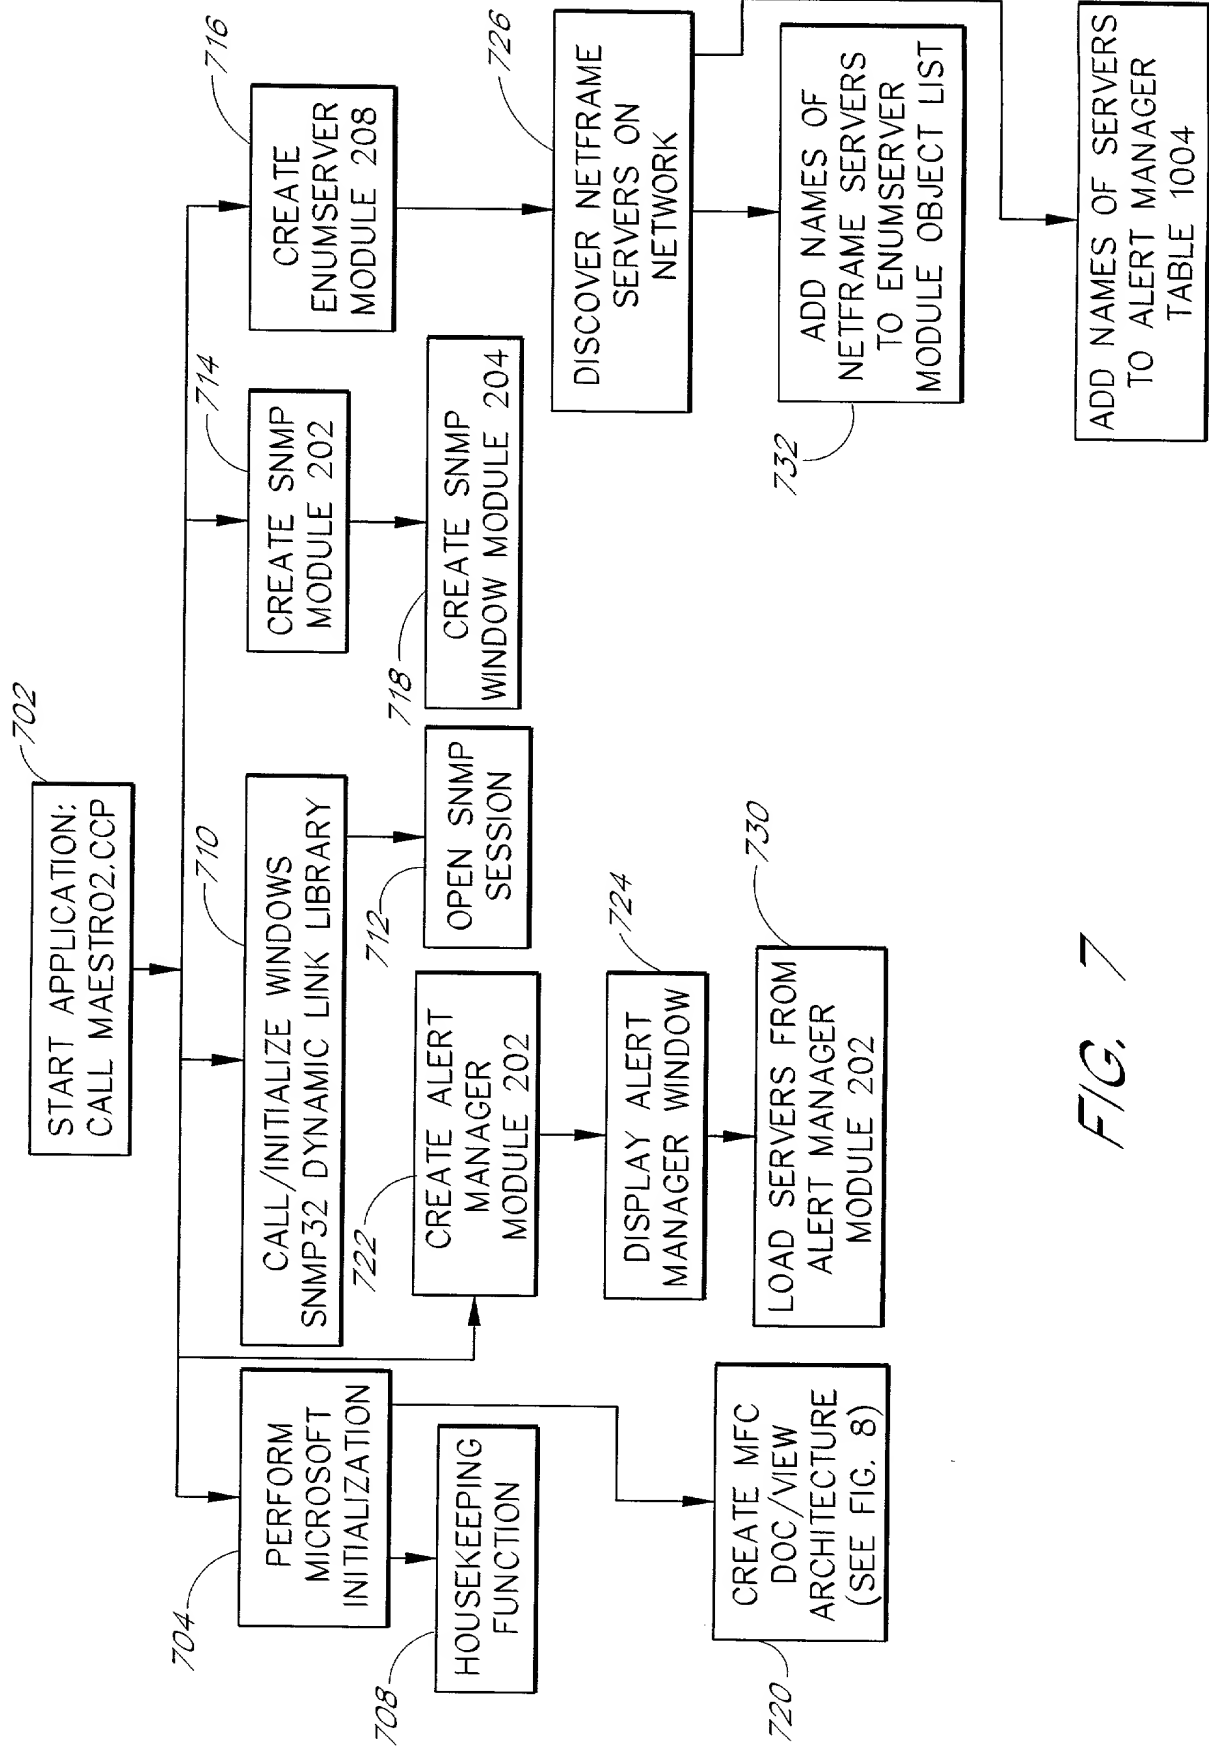 702
START APPLICATION:
CALL MAESTRO2.CCP
704
PERFORM
MICROSOFT
INITIALIZATION
708
HOUSEKEEPING
FUNCTION
720
CREATE MFC
DOC/VIEW
ARCHITECTURE
(SEE FIG. 8)
710
CALL/INITIALIZE WINDOWS
SNMP32 DYNAMIC LINK LIBRARY
712
OPEN SNMP
SESSION
722
CREATE ALERT
MANAGER
MODULE 202
724
DISPLAY ALERT
MANAGER WINDOW
730
LOAD SERVERS FROM
ALERT MANAGER
MODULE 202
714
CREATE SNMP
MODULE 202
718
CREATE SNMP
WINDOW MODULE 204
716
CREATE
ENUMSERVER
MODULE 208
726
DISCOVER NETFRAME
SERVERS ON
NETWORK
732
ADD NAMES OF
NETFRAME SERVERS
TO ENUMSERVER
MODULE OBJECT LIST
ADD NAMES OF SERVERS
TO ALERT MANAGER
TABLE 1004
FIG. 7